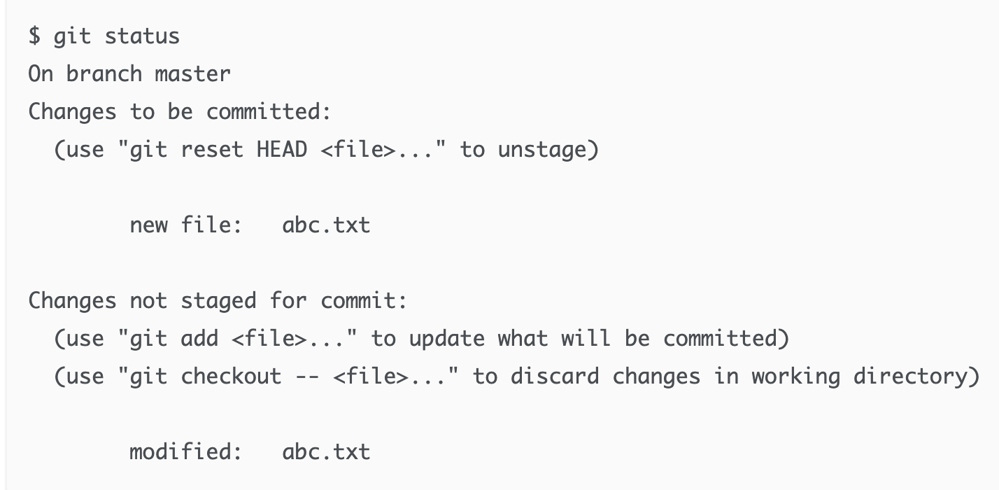 $ git status
On branch master
Changes to be committed:
  (use "git reset HEAD <file>..." to unstage)

        new file:   abc.txt

Changes not staged for commit:
  (use "git add <file>..." to update what will be committed)
  (use "git checkout -- <file>..." to discard changes in working directory)

        modified:   abc.txt